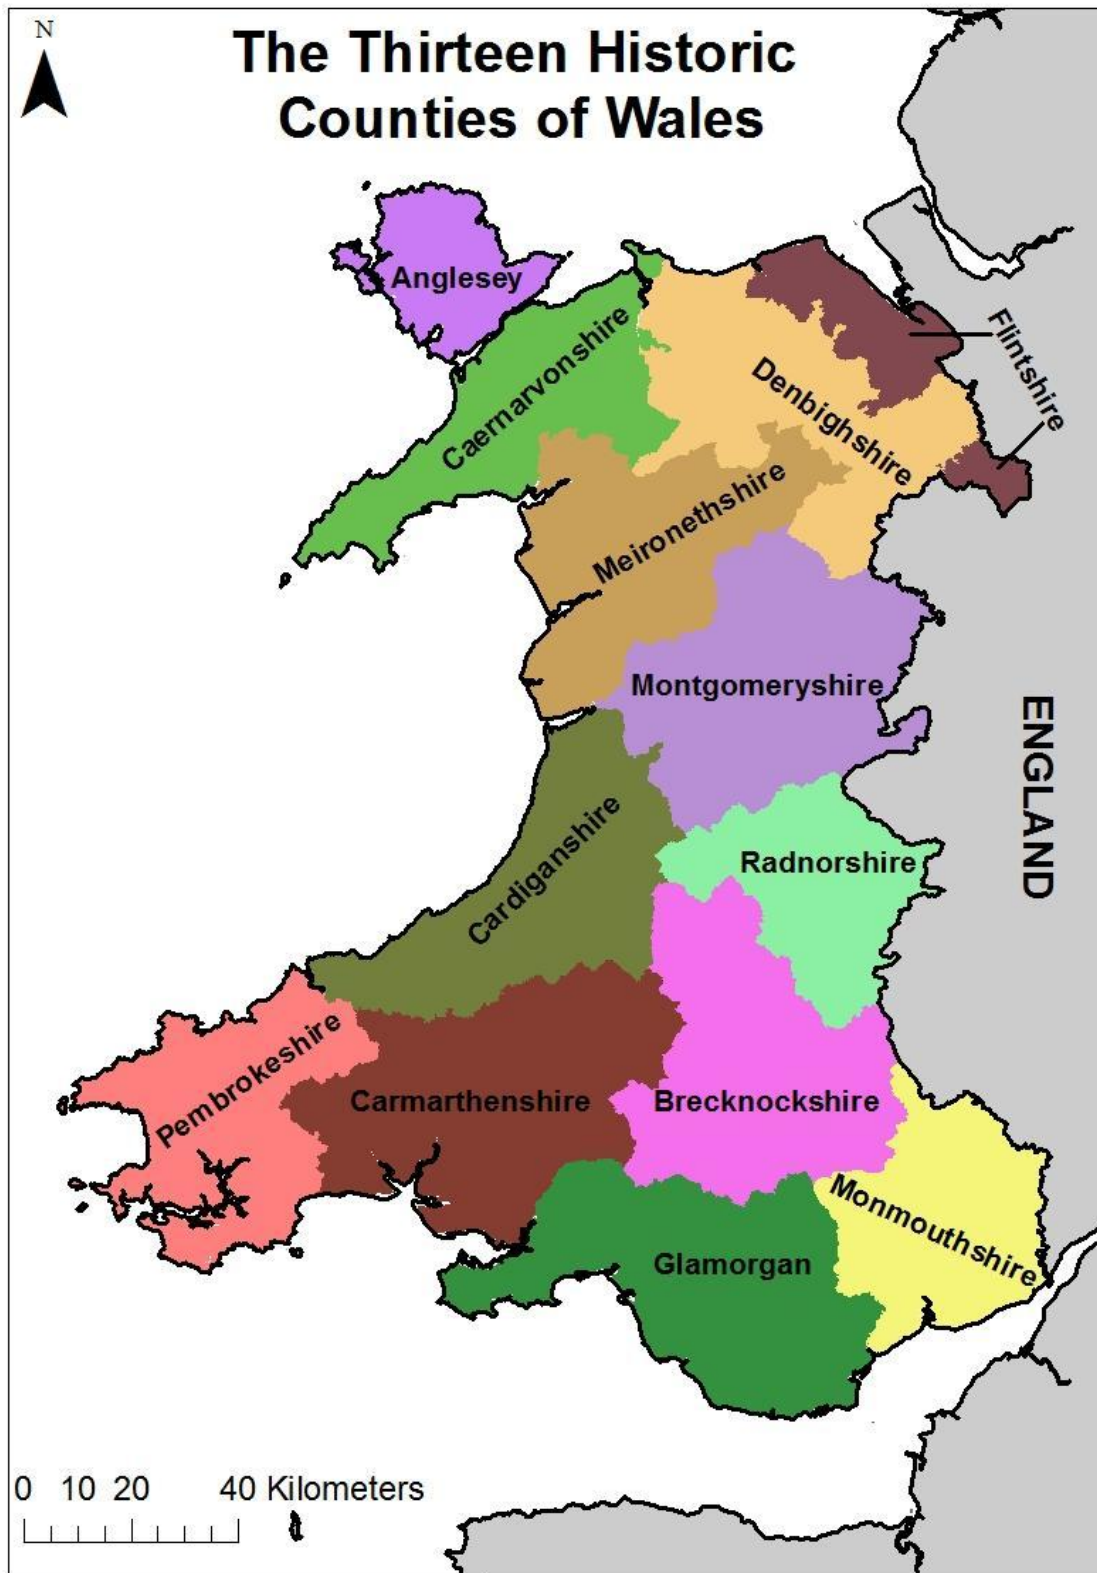 N
The Thirteen Historic
Counties of Wales
Anglesey
Caernarvonshire
Flintshire
Denbighshire
Meironethshire
Montgomeryshire
ENGLAND
Radnorshire
Cardiganshire
Pembrokeshire
Carmarthenshire
Brecknockshire
Monmouthshire
Glamorgan
0 10 20 40 Kilometers